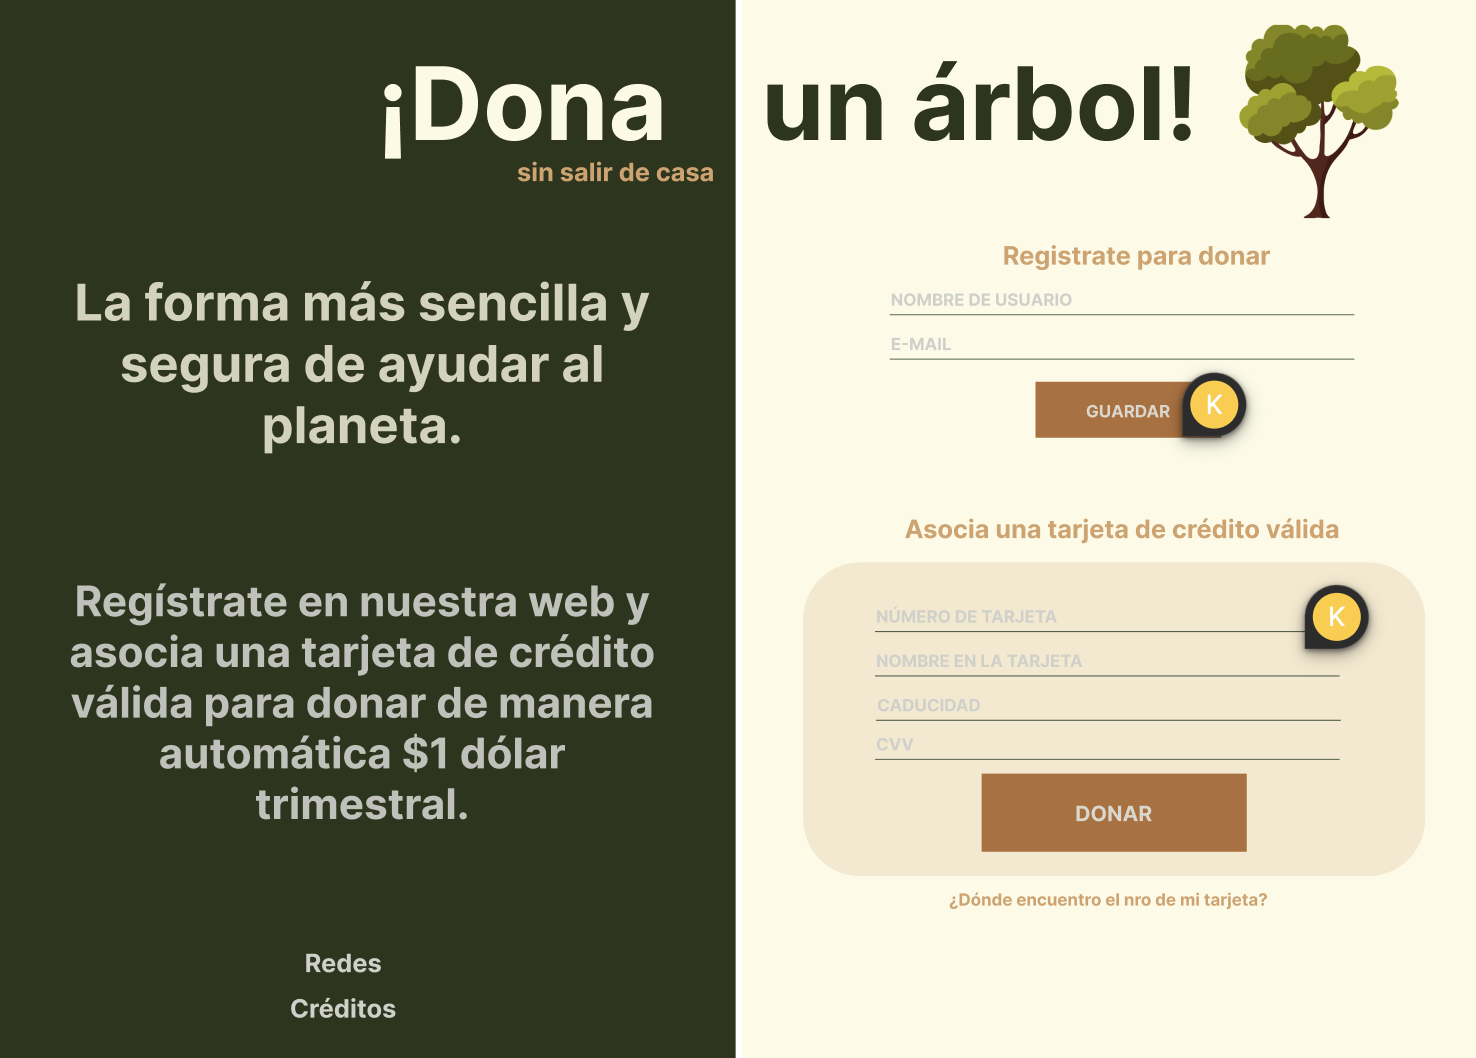 ¡Dona un árbol!
sin salir de casa
La forma más sencilla y
segura de ayudar al
planeta.
Regístrate en nuestra web y
asocia una tarjeta de crédito
válida para donar de manera
automática $1 dólar
trimestral.
Redes
Créditos
Registrate para donar
NOMBRE DE USUARIO
E-MAIL
GUARDAR
K
Asocia una tarjeta de crédito válida
NÚMERO DE TARJETA
K
NOMBRE EN LA TARJETA
CADUCIDAD
CVV
DONAR
¿Dónde encuentro el nro de mi tarjeta?